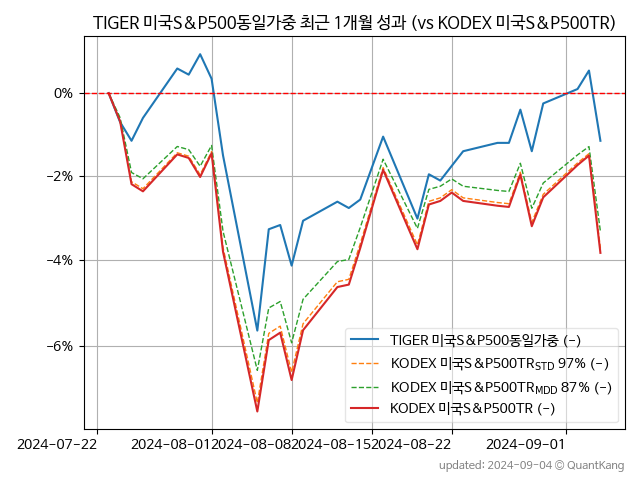 TIGER 미국S&P500동일가중 최근 1개월 성과 (vs KODEX 미국S&P500TR)
0%
−2%
−4%
−6%
TIGER 미국S&P500동일가중 (-)
KODEX 미국S&P500TR_STD 97% (-)
KODEX 미국S&P500TR_MDD 87% (-)
KODEX 미국S&P500TR (-)
2024-07-22 2024-08-01 2024-08-08 2024-08-15 2024-08-22 2024-09-01
updated: 2024-09-04 © QuantKang